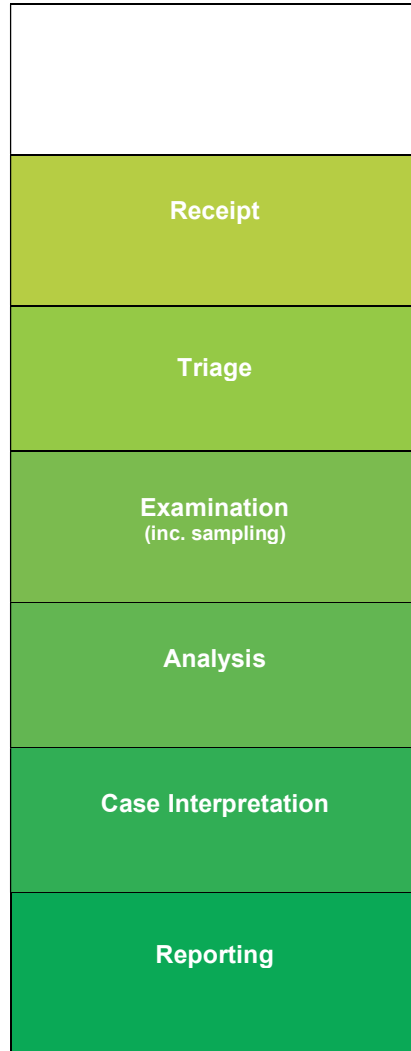 Receipt
Triage
Examination
(inc. sampling)
Analysis
Case Interpretation
Reporting